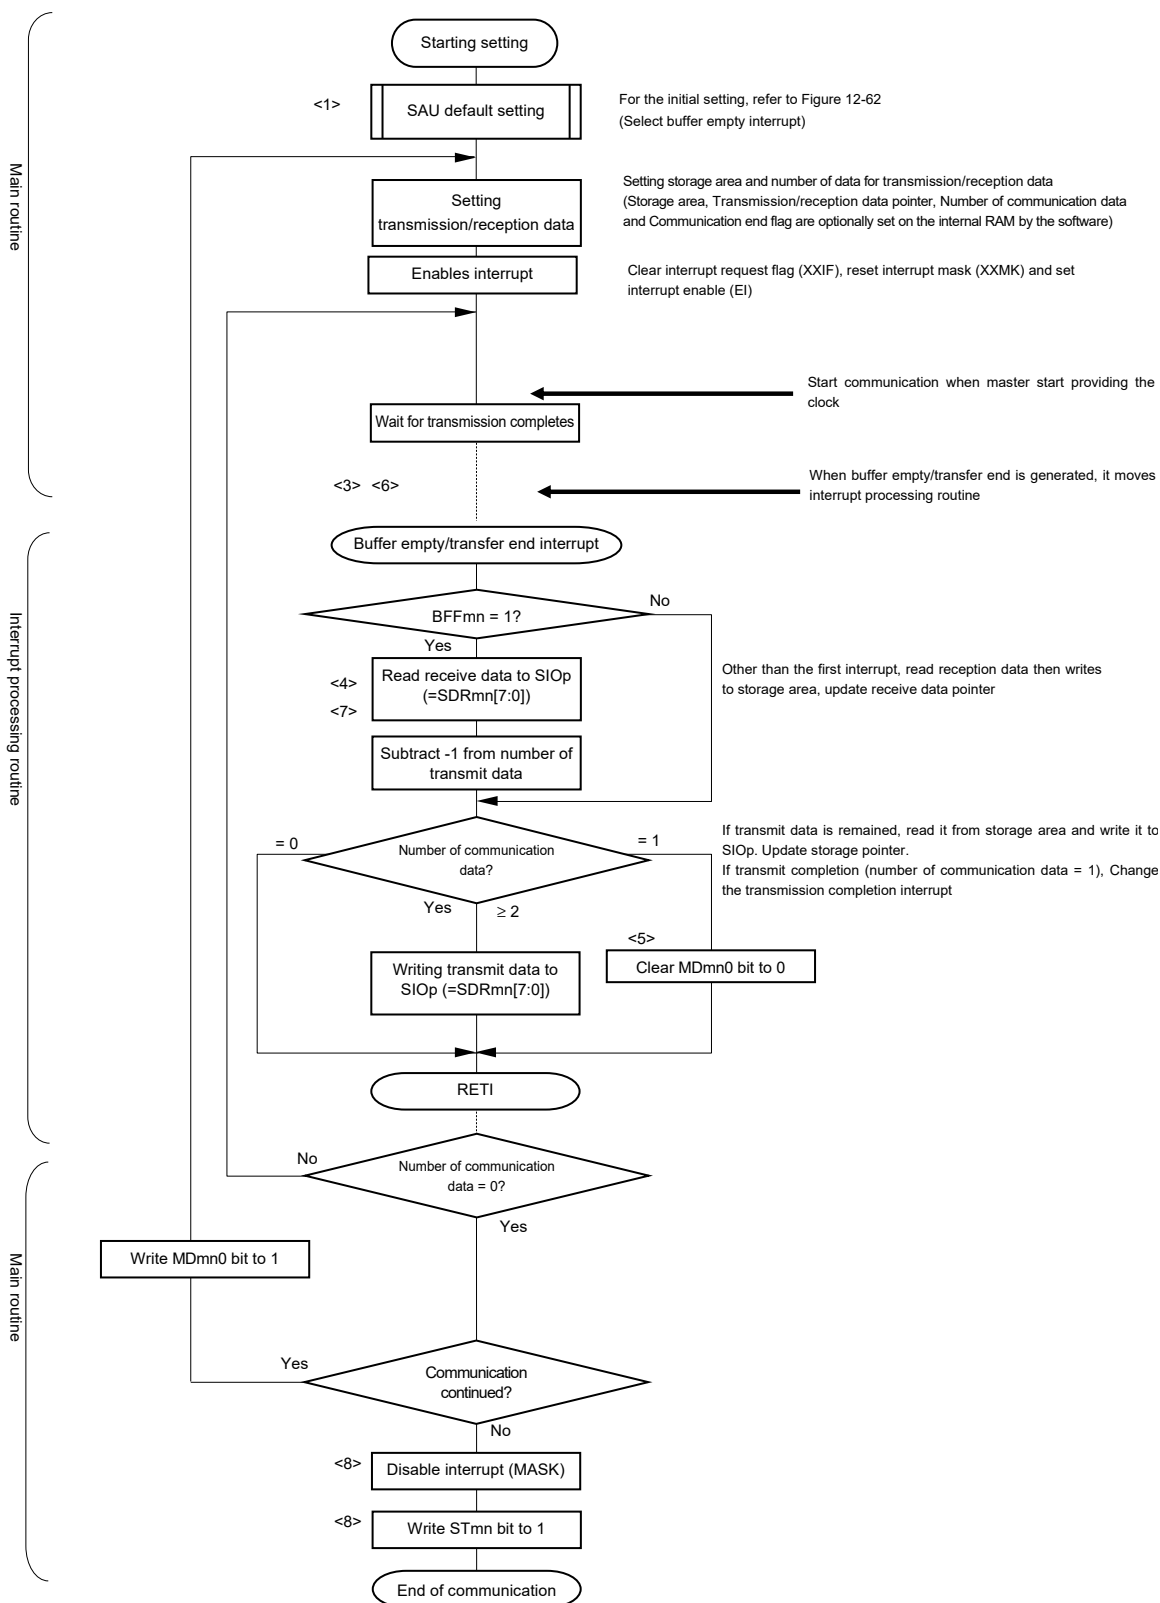 Main routine
Starting setting
<1>
SAU default setting
For the initial setting, refer to Figure 12-62
(Select buffer empty interrupt)
Setting
transmission/reception data
Setting storage area and number of data for transmission/reception data
(Storage area, Transmission/reception data pointer, Number of communication data
and Communication end flag are optionally set on the internal RAM by the software)
Enables interrupt
Clear interrupt request flag (XXIF), reset interrupt mask (XXMK) and set
interrupt enable (EI)
Start communication when master start providing the
clock
Wait for transmission completes
<3> <6>
When buffer empty/transfer end is generated, it moves
interrupt processing routine
Interrupt processing routine
Buffer empty/transfer end interrupt
BFFmn = 1?
No
Yes
<4>
<7>
Read receive data to SIOp
(=SDRmn[7:0])
Other than the first interrupt, read reception data then writes
to storage area, update receive data pointer
Subtract -1 from number of
transmit data
= 0
Number of communication
data?
= 1
Yes
≥ 2
If transmit data is remained, read it from storage area and write it to
SIOp. Update storage pointer.
If transmit completion (number of communication data = 1), Change
the transmission completion interrupt
<5>
Writing transmit data to
SIOp (=SDRmn[7:0])
Clear MDmn0 bit to 0
RETI
Main routine
No
Number of communication
data = 0?
Yes
Write MDmn0 bit to 1
Yes
Communication
continued?
No
<8>
Disable interrupt (MASK)
<8>
Write STmn bit to 1
End of communication